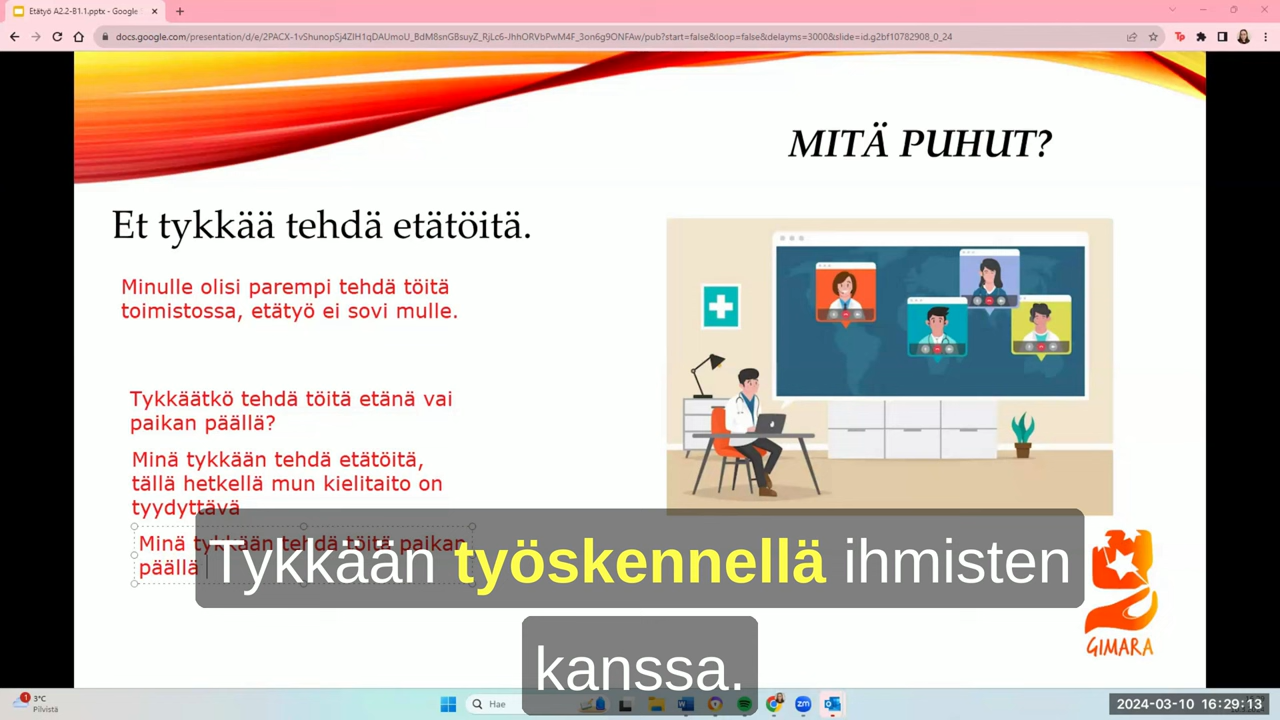 Etätyö A2.2-B1.1.pptx - Google
docs.google.com/presentation/d/e/2PACX-1vShunopSj4ZIH1qDAUmoU_BdM8snGBsuyZ_RjLc6-JhhORVbPwM4F_3on6g9ONFAw/pub?start=false&loop=false&delayms=3000&slide=id.g2bf10782908_0_24
MITÄ PUHUT?
Et tykkää tehdä etätöitä.
Minulle olisi parempi tehdä töitä
toimistossa, etätyö ei sovi mulle.
Tykkäätkö tehdä töitä etänä vai
paikan päällä?
Minä tykkään tehdä etätöitä,
tällä hetkellä mun kielitaito on
tyydyttävä
Minä tykkään tehdä töitä paikan
päällä
Tykkään työskennellä ihmisten
kanssa.
GIMARA
1
3°C
Pilvistä
Hae
zm
2024-03-10 16:29:13